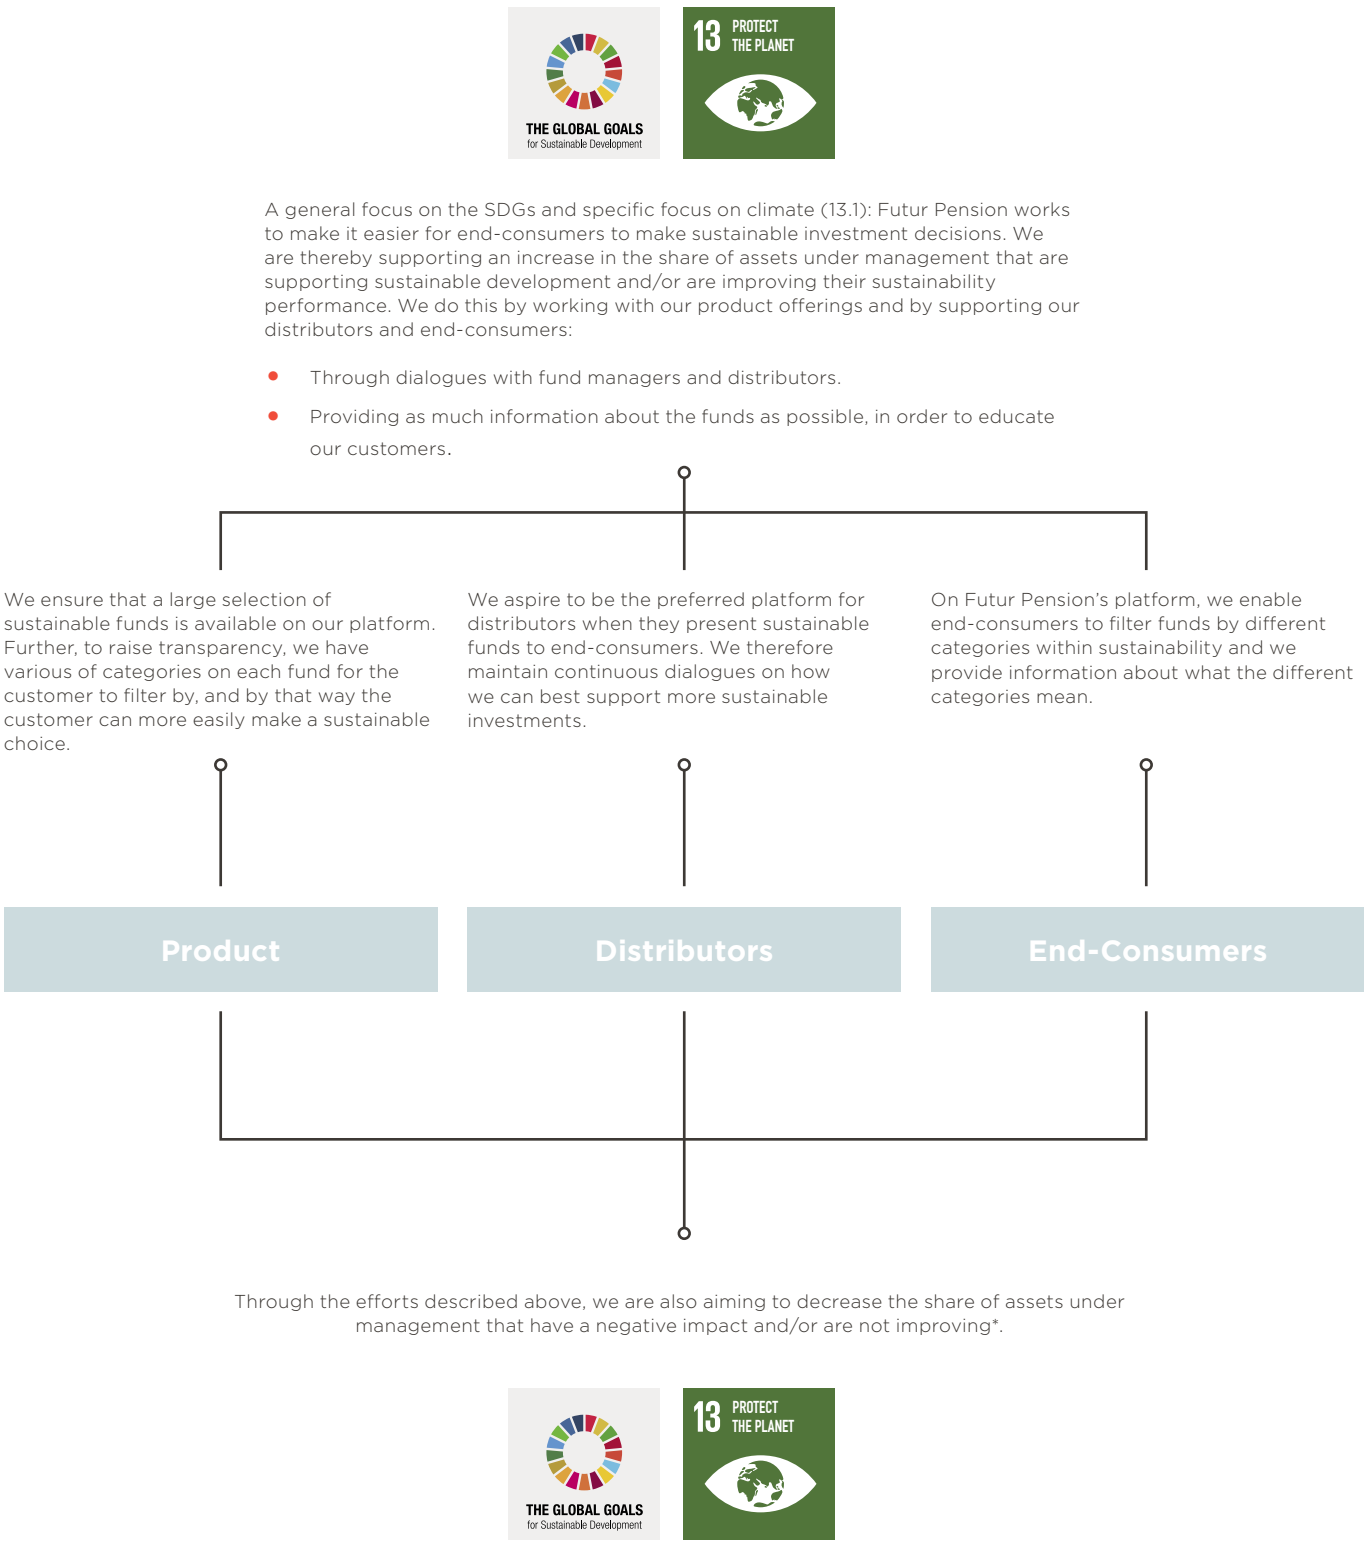 THE GLOBAL GOALS
for Sustainable Development
13 PROTECT
THE PLANET
A general focus on the SDGs and specific focus on climate (13.1): Futur Pension works
to make it easier for end-consumers to make sustainable investment decisions. We
are thereby supporting an increase in the share of assets under management that are
supporting sustainable development and/or are improving their sustainability
performance. We do this by working with our product offerings and by supporting our
distributors and end-consumers:
• Through dialogues with fund managers and distributors.
• Providing as much information about the funds as possible, in order to educate
our customers.
We ensure that a large selection of
sustainable funds is available on our platform.
Further, to raise transparency, we have
various of categories on each fund for the
customer to filter by, and by that way the
customer can more easily make a sustainable
choice.
We aspire to be the preferred platform for
distributors when they present sustainable
funds to end-consumers. We therefore
maintain continuous dialogues on how
we can best support more sustainable
investments.
On Futur Pension’s platform, we enable
end-consumers to filter funds by different
categories within sustainability and we
provide information about what the different
categories mean.
Product
Distributors
End-Consumers
Through the efforts described above, we are also aiming to decrease the share of assets under
management that have a negative impact and/or are not improving*.
THE GLOBAL GOALS
for Sustainable Development
13 PROTECT
THE PLANET